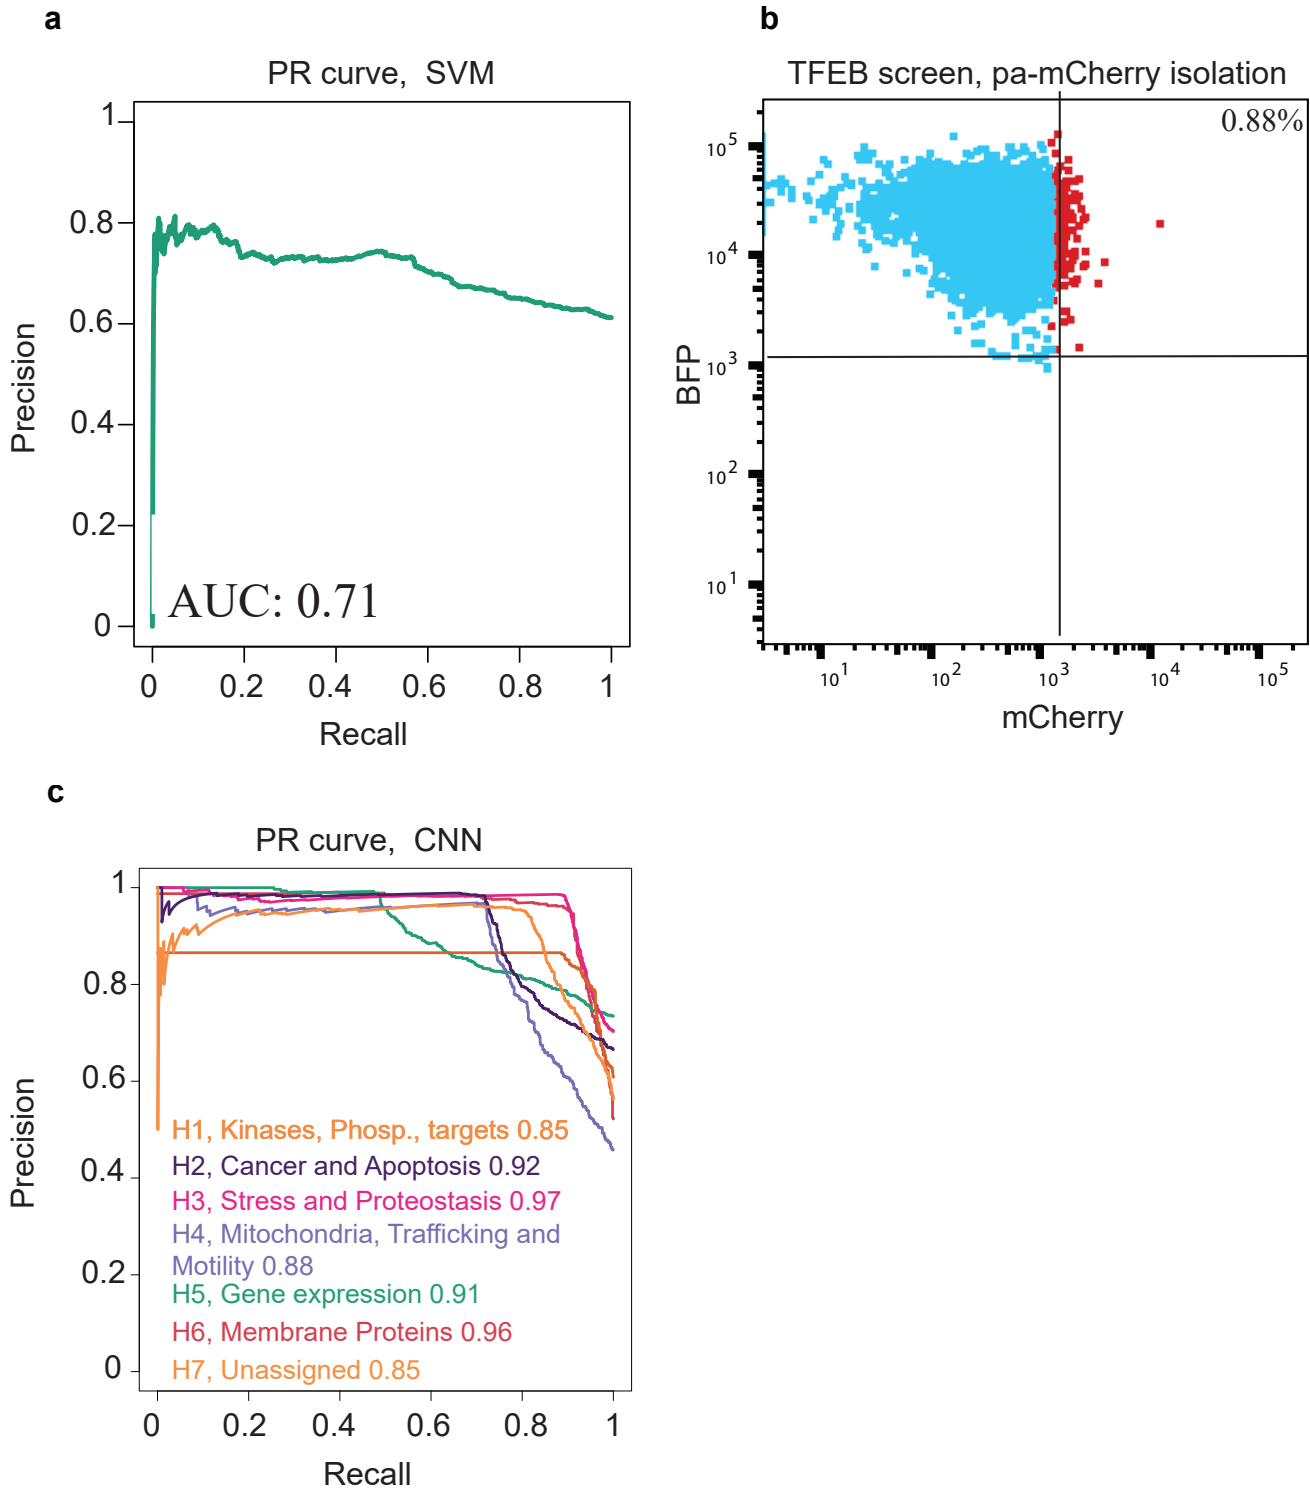 a
PR curve, SVM
1
0.8
0.6
0.4
0.2
0
Precision
AUC: 0.71
0 0.2 0.4 0.6 0.8 1
Recall
b
TFEB screen, pa-mCherry isolation
0.88%
10^5
10^4
10^3
10^2
10^1
BFP
10^1 10^2 10^3 10^4 10^5
mCherry
c
PR curve, CNN
1
0.8
0.6
0.4
0.2
0
Precision
H1, Kinases, Phosp., targets 0.85
H2, Cancer and Apoptosis 0.92
H3, Stress and Proteostasis 0.97
H4, Mitochondria, Trafficking and
Motility 0.88
H5, Gene expression 0.91
H6, Membrane Proteins 0.96
H7, Unassigned 0.85
0 0.2 0.4 0.6 0.8 1
Recall